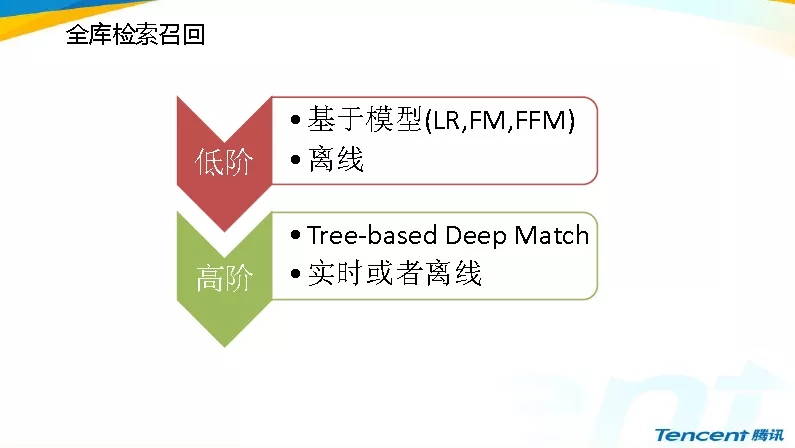 全库检索召回
低阶
• 基于模型(LR,FM,FFM)
• 离线
高阶
• Tree-based Deep Match
• 实时或者离线
Tencent 腾讯